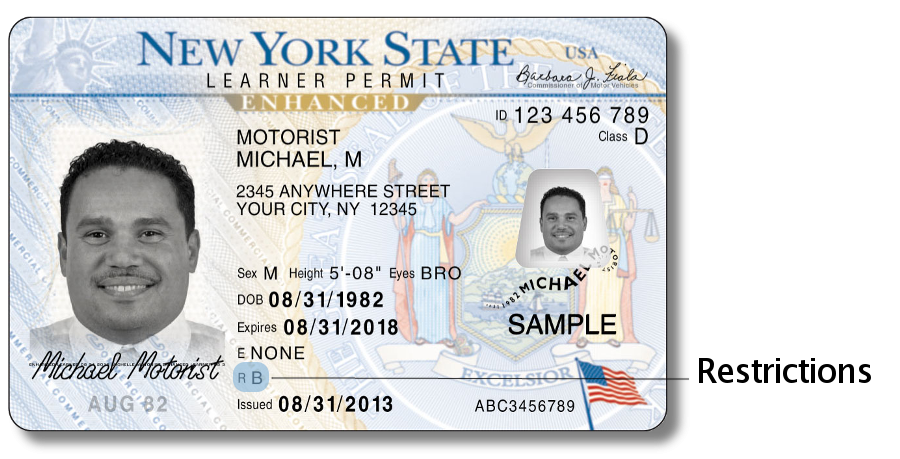 NEW YORK STATE
USA
LEARNER PERMIT
Barbara J. Fiala
Commissioner of Motor Vehicles
ENHANCED
ID 123 456 789
Class D
MOTORIST
MICHAEL, M
2345 ANYWHERE STREET
YOUR CITY, NY 12345
Sex M Height 5'-08" Eyes BRO
DOB 08/31/1982
Expires 08/31/2018
MICHAEL
SAMPLE
E NONE
EXCELSIOR
R B
Restrictions
Michael Motorist
AUG 82
Issued 08/31/2013
ABC3456789